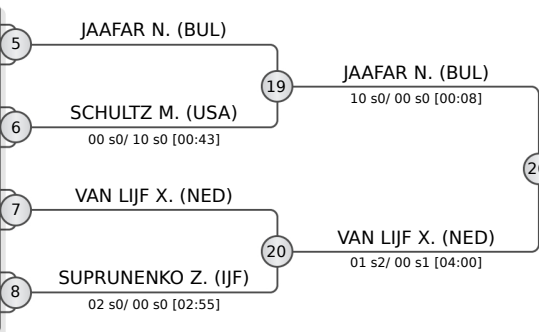 JAAFAR N. (BUL)
5
19
JAAFAR N. (BUL)
10 s0/ 00 s0 [00:08]
SCHULTZ M. (USA)
6
00 s0/ 10 s0 [00:43]
VAN LIJF X. (NED)
7
20
VAN LIJF X. (NED)
01 s2/ 00 s1 [04:00]
SUPRUNENKO Z. (IJF)
8
02 s0/ 00 s0 [02:55]